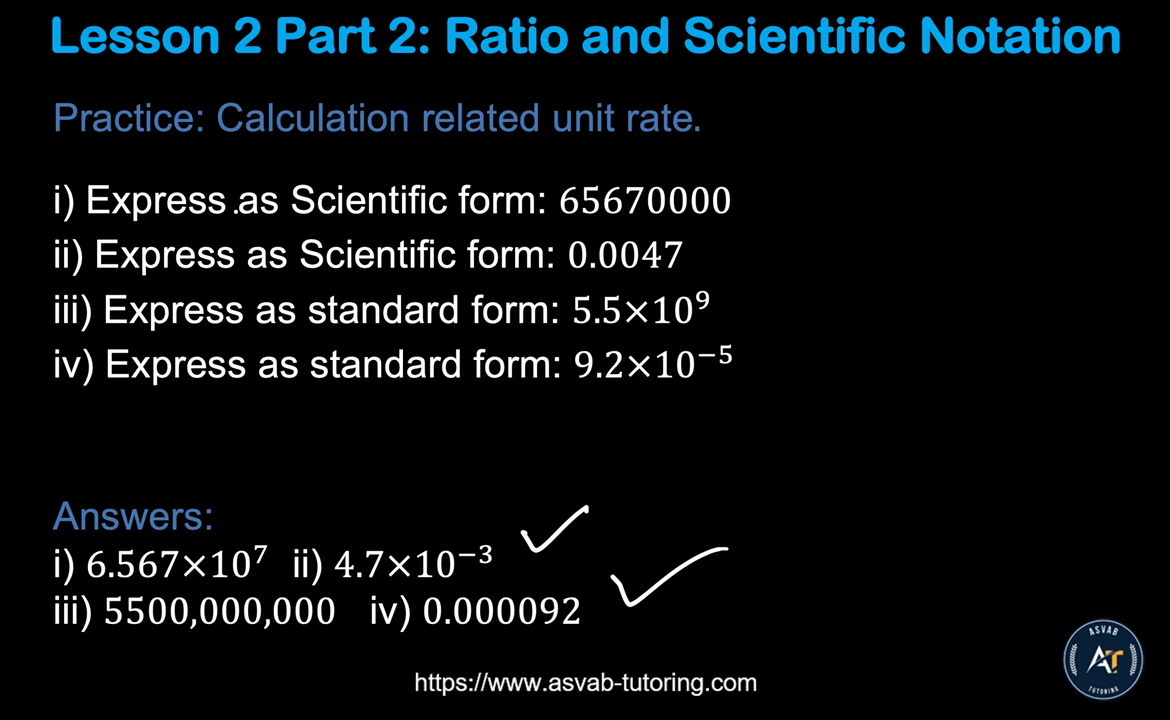 Lesson 2 Part 2: Ratio and Scientific Notation
Practice: Calculation related unit rate.
i) Express as Scientific form: 65670000
ii) Express as Scientific form: 0.0047
iii) Express as standard form: 5.5×10⁹
iv) Express as standard form: 9.2×10⁻⁵
Answers:
i) 6.567×10⁷ ii) 4.7×10⁻³
iii) 5500,000,000 iv) 0.000092
https://www.asvab-tutoring.com
ASVAB
AT
TUTORING